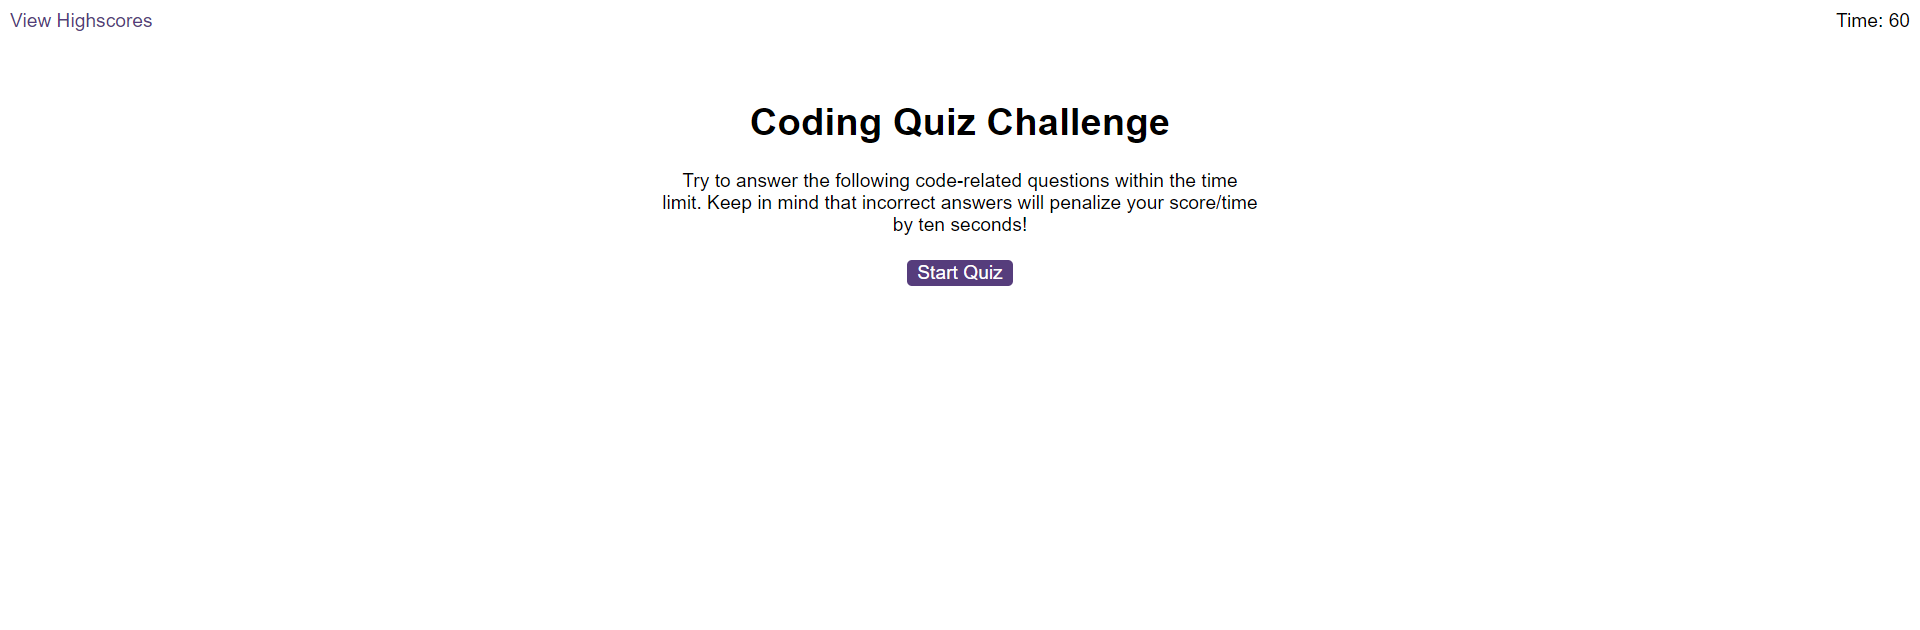 View Highscores
Time: 60
Coding Quiz Challenge
Try to answer the following code-related questions within the time
limit. Keep in mind that incorrect answers will penalize your score/time
by ten seconds!
Start Quiz